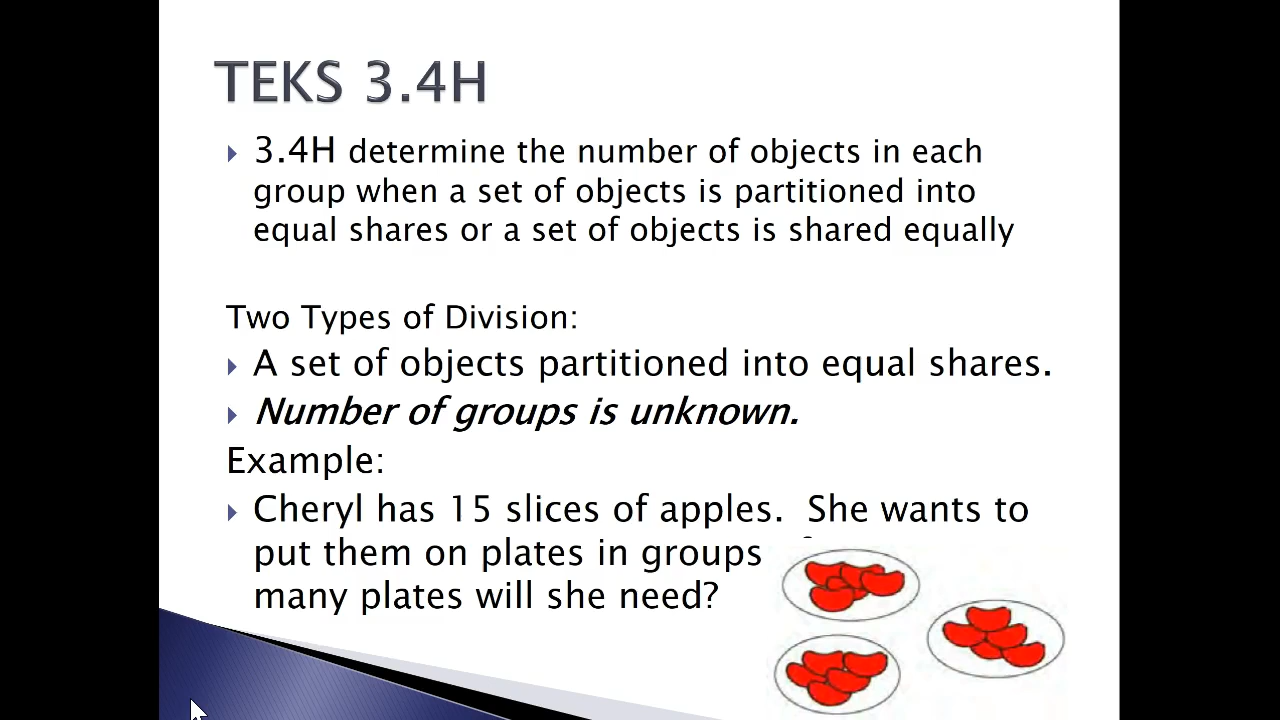 TEKS 3.4H
3.4H determine the number of objects in each
group when a set of objects is partitioned into
equal shares or a set of objects is shared equally
Two Types of Division:
A set of objects partitioned into equal shares.
Number of groups is unknown.
Example:
Cheryl has 15 slices of apples. She wants to
put them on plates in groups
many plates will she need?